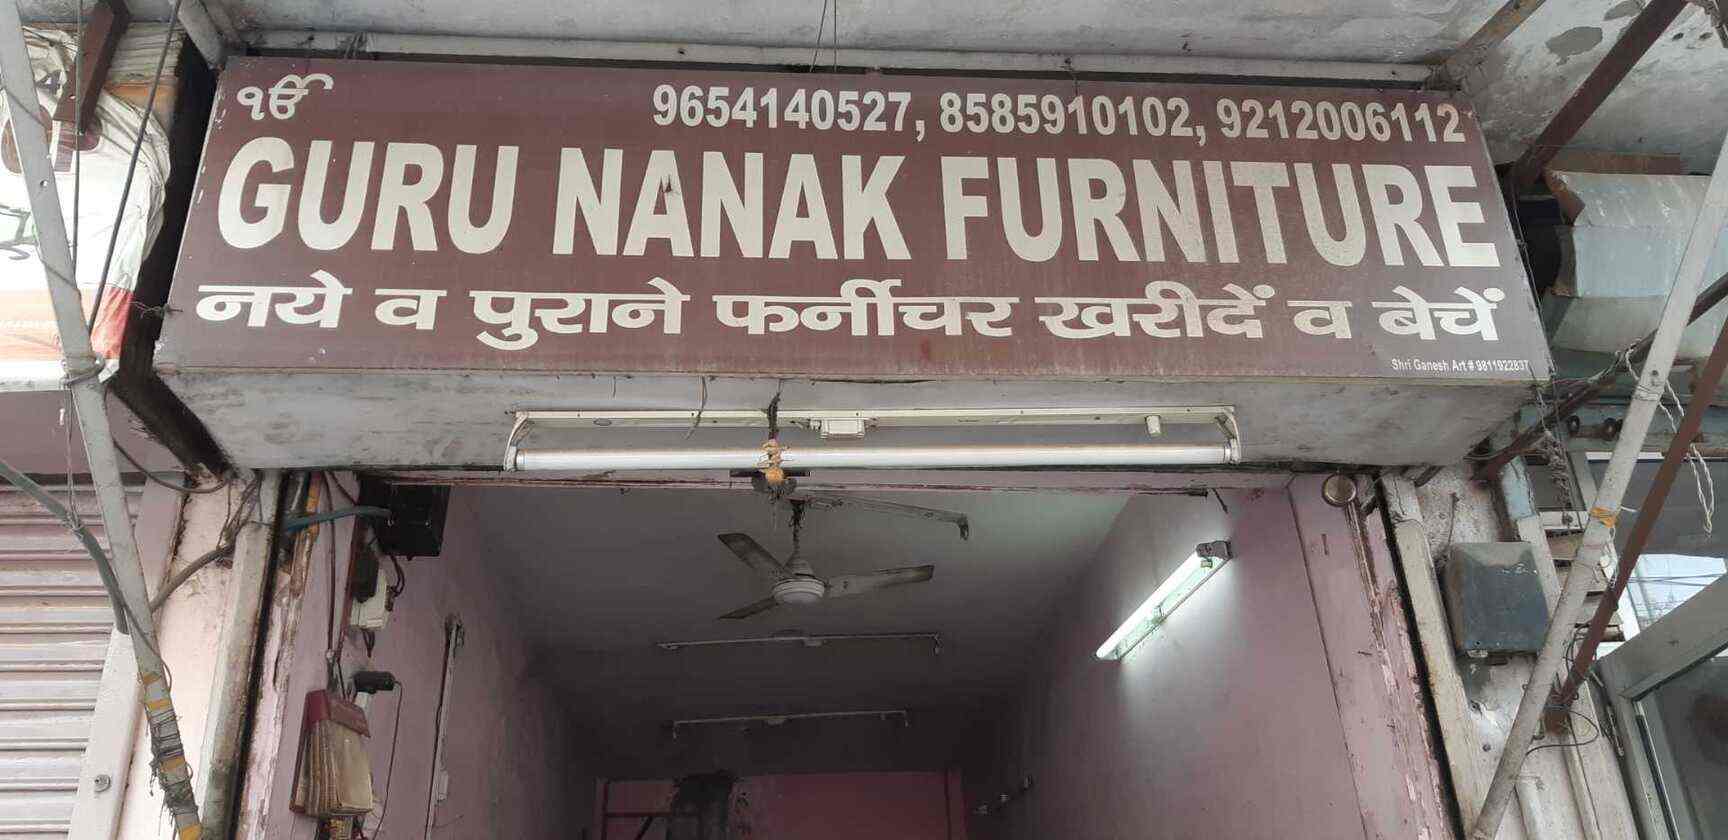 ੴ 9654140527, 8585910102, 9212006112
GURU NANAK FURNITURE
नये व पुराने फर्नीचर खरीदें व बेचें
Shri Ganesh Art # 9811922837